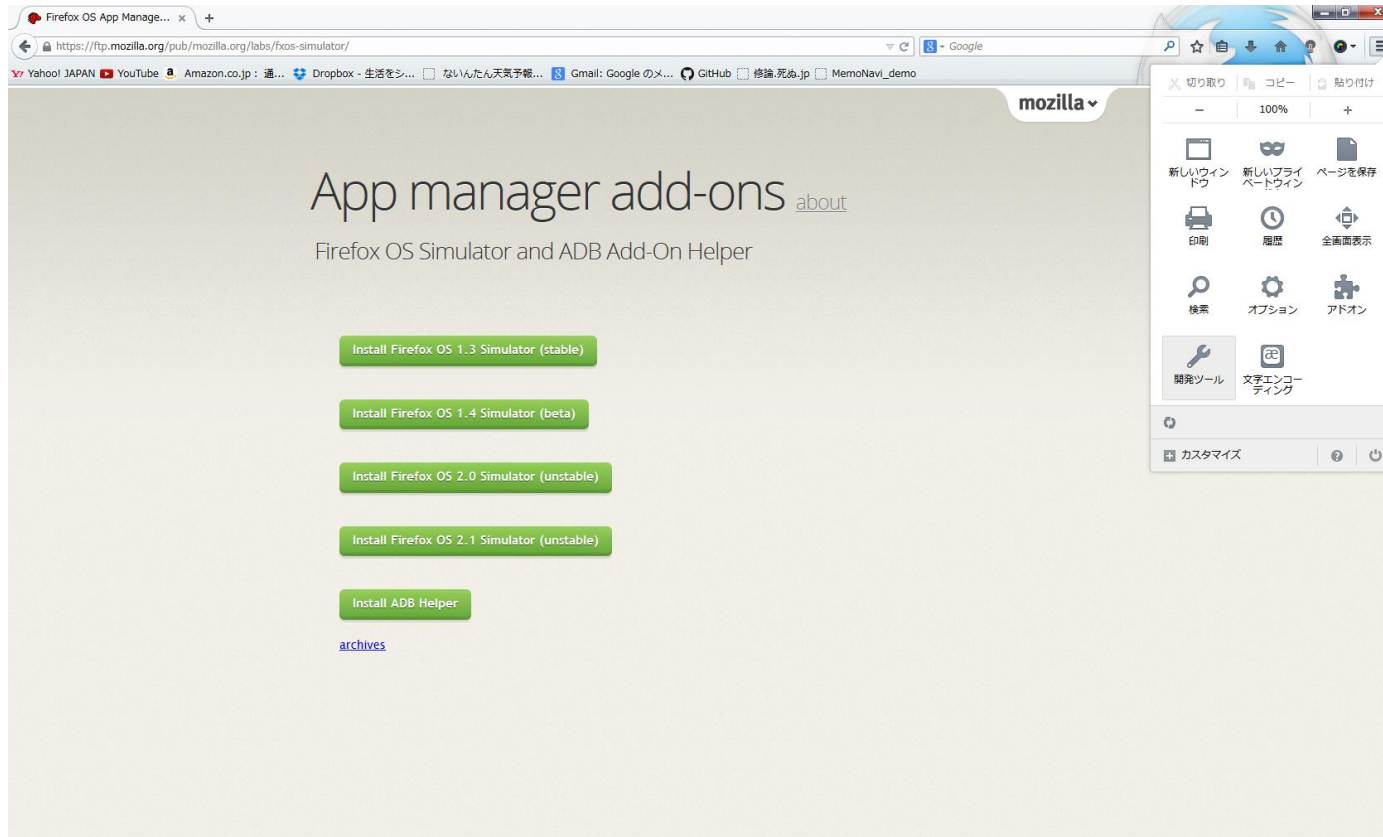 Firefox OS App Manage...
https://ftp.mozilla.org/pub/mozilla.org/labs/fxos-simulator/
Google
Yahoo! JAPAN YouTube Amazon.co.jp : 通... Dropbox - 生活をシ... ないんたん天気予報... Gmail: Google のメ... GitHub 修論.死ぬ.jp MemoNavi_demo
mozilla
切り取り コピー 貼り付け
− 100% +
App manager add-ons about
Firefox OS Simulator and ADB Add-On Helper
新しいウィンドウ
新しいプライベートウィン
ページを保存
印刷 履歴 全画面表示
検索 オプション アドオン
開発ツール
文字エンコーディング
カスタマイズ
Install Firefox OS 1.3 Simulator (stable)
Install Firefox OS 1.4 Simulator (beta)
Install Firefox OS 2.0 Simulator (unstable)
Install Firefox OS 2.1 Simulator (unstable)
Install ADB Helper
archives